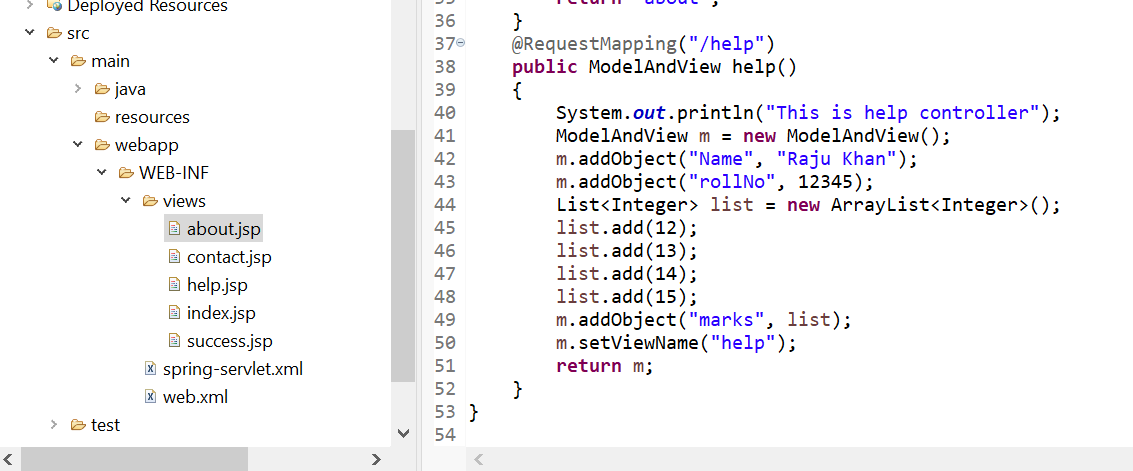 Deployed Resources
src
main
java
resources
webapp
WEB-INF
views
about.jsp
contact.jsp
help.jsp
index.jsp
success.jsp
spring-servlet.xml
web.xml
test
35 return "about";
36 }
37 @RequestMapping("/help")
38 public ModelAndView help()
39 {
40 System.out.println("This is help controller");
41 ModelAndView m = new ModelAndView();
42 m.addObject("Name", "Raju Khan");
43 m.addObject("rollNo", 12345);
44 List<Integer> list = new ArrayList<Integer>();
45 list.add(12);
46 list.add(13);
47 list.add(14);
48 list.add(15);
49 m.addObject("marks", list);
50 m.setViewName("help");
51 return m;
52 }
53 }
54